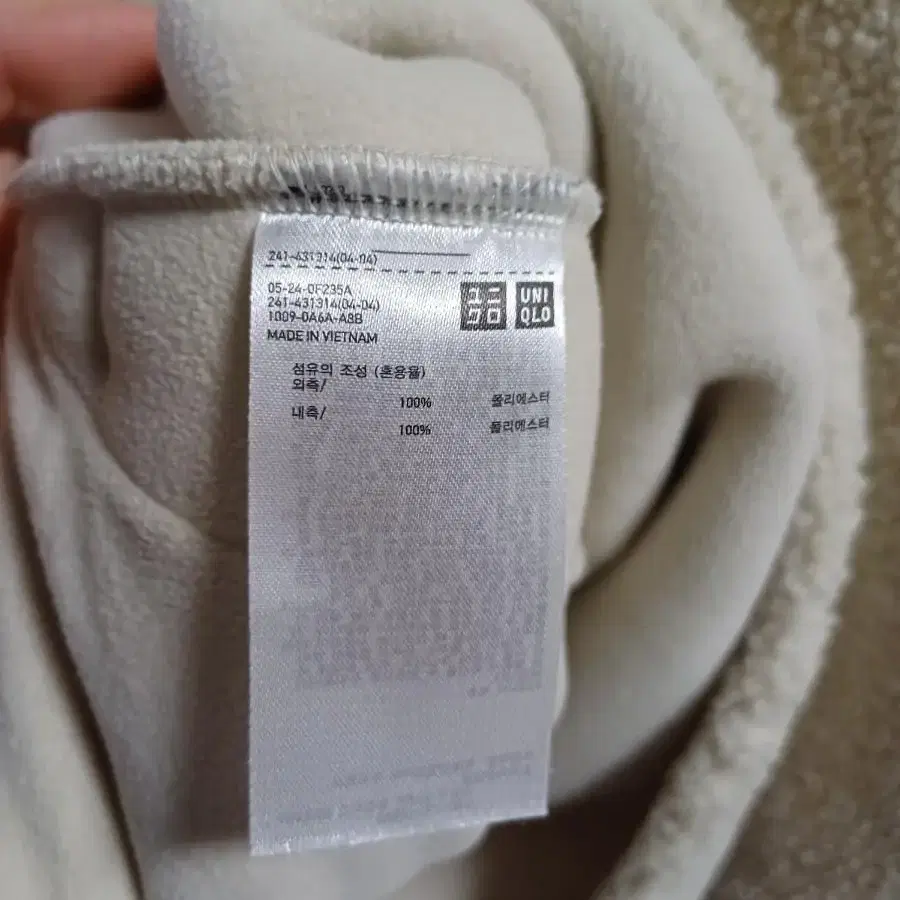 241-431314(04-04)
05-24-0F235A
241-431314(04-04)
1009-0A6A-A8B
MADE IN VIETNAM
ユニ
クロ
UNI
QLO
섬유의 조성 (혼용율)
외측/
100% 폴리에스터
내측/
100% 폴리에스터